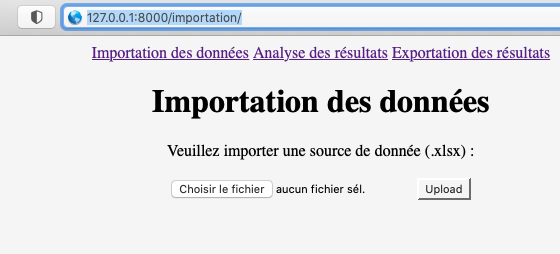 127.0.0.1:8000/importation/
Importation des données Analyse des résultats Exportation des résultats
Importation des données
Veuillez importer une source de donnée (.xlsx) :
Choisir le fichier aucun fichier sél. Upload